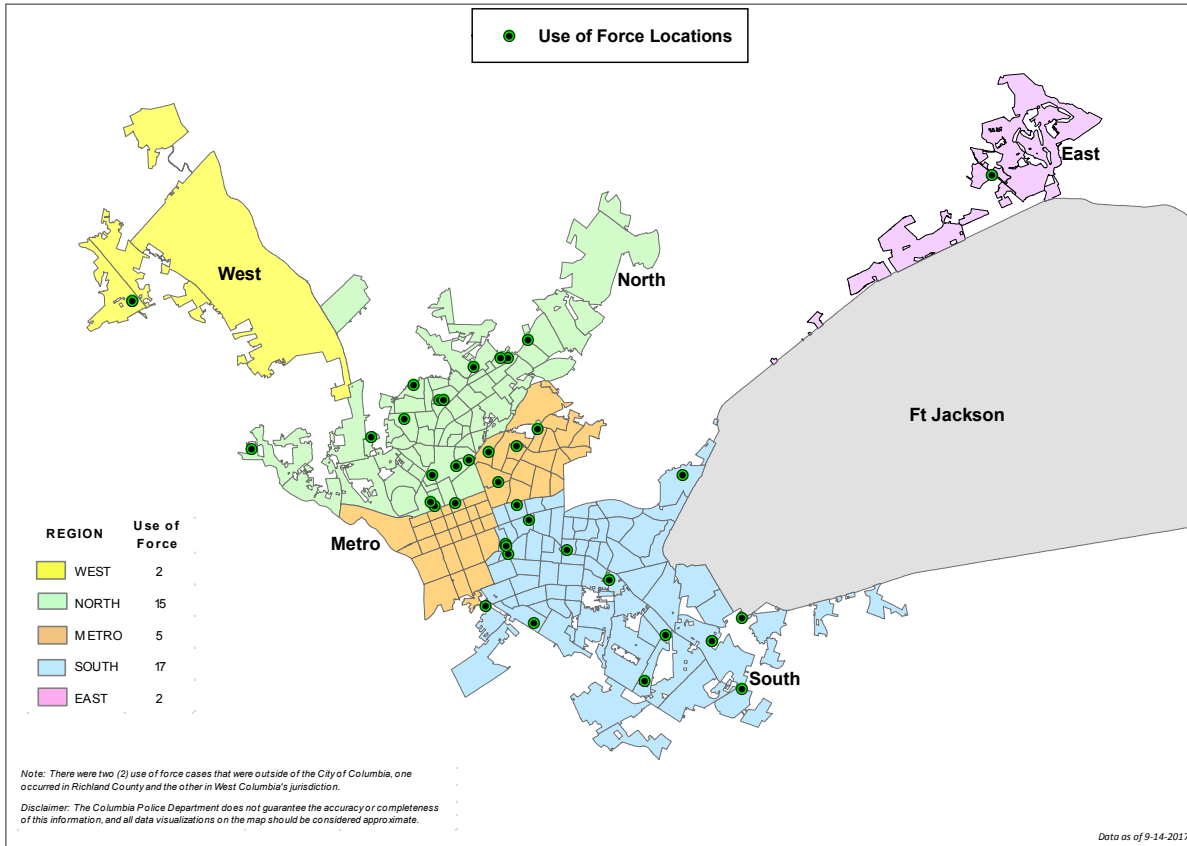 Use of Force Locations
East
West
North
Ft Jackson
Metro
South
REGION Use of Force
WEST 2
NORTH 15
METRO 5
SOUTH 17
EAST 2
Note: There were two (2) use of force cases that were outside of the City of Columbia, one
occurred in Richland County and the other in West Columbia's jurisdiction.
Disclaimer: The Columbia Police Department does not guarantee the accuracy or completeness
of this information, and all data visualizations on the map should be considered approximate.
Data as of 9-14-2017